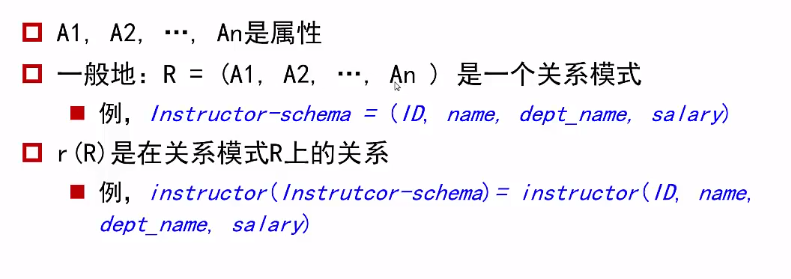 A1, A2, …, An是属性
一般地：R = (A1, A2, …, An ) 是一个关系模式
例，Instructor-schema = (ID, name, dept_name, salary)
r(R)是在关系模式R上的关系
例，instructor(Instrutcor-schema)= instructor(ID, name,
dept_name, salary)